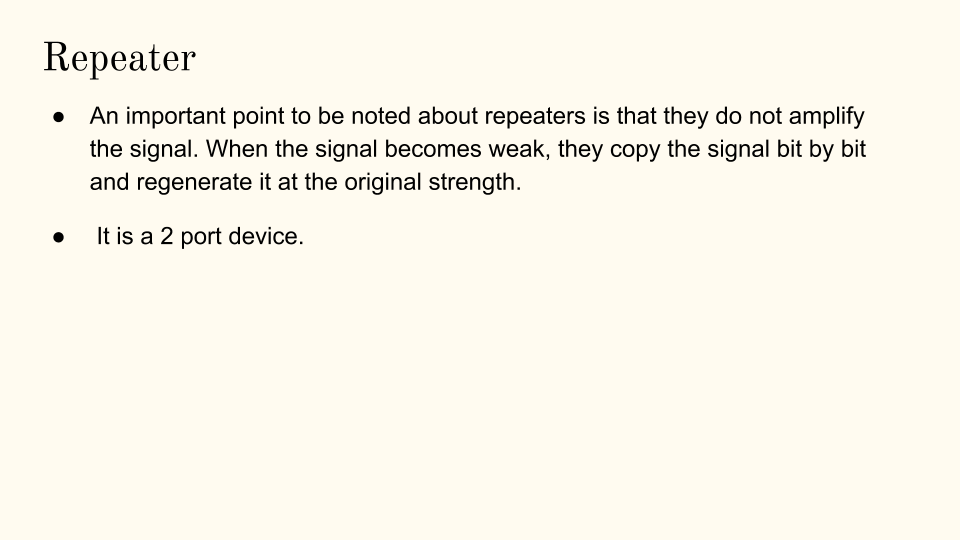 Repeater
● An important point to be noted about repeaters is that they do not amplify
the signal. When the signal becomes weak, they copy the signal bit by bit
and regenerate it at the original strength.
● It is a 2 port device.